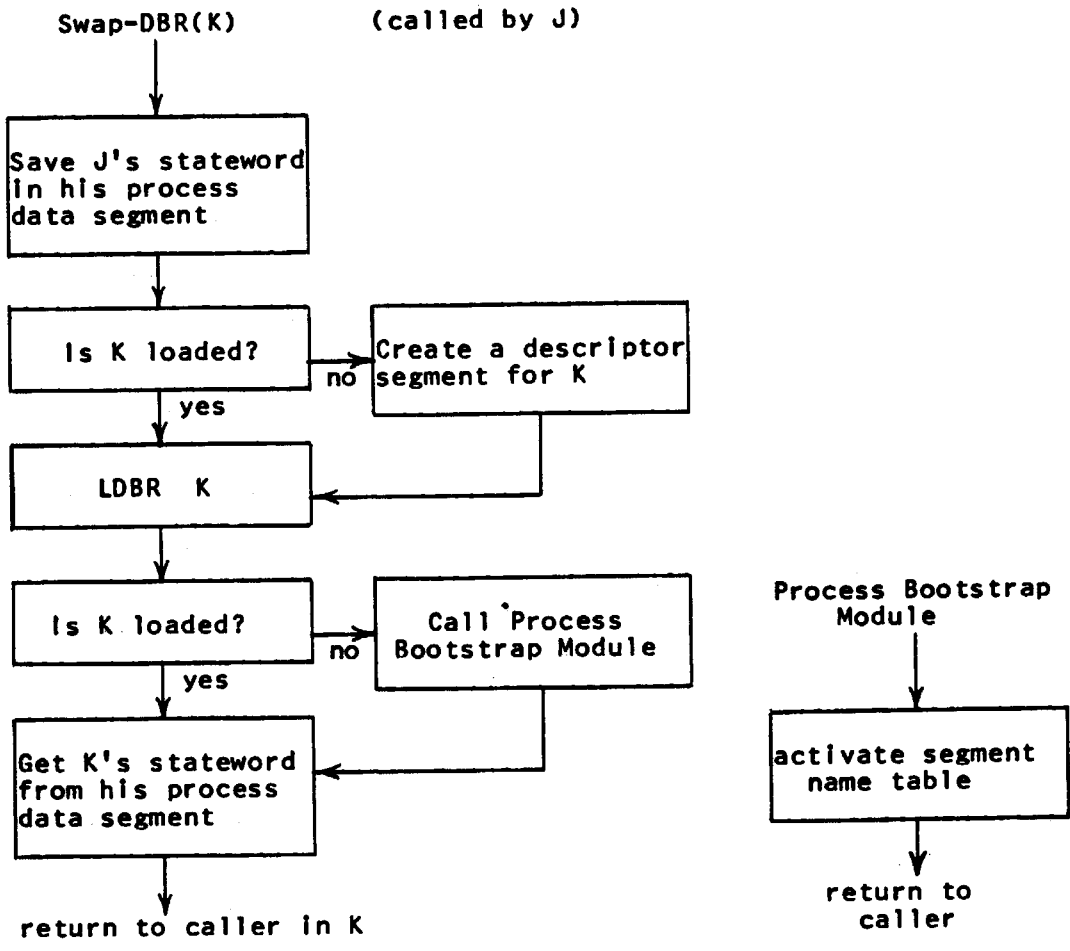 Swap-DBR(K) (called by J)
Save J's stateword
in his process
data segment
Is K loaded?
no
Create a descriptor
segment for K
yes
LDBR K
Is K loaded?
no
Call Process
Bootstrap Module
yes
Get K's stateword
from his process
data segment
return to caller in K
Process Bootstrap
Module
activate segment
name table
return to
caller